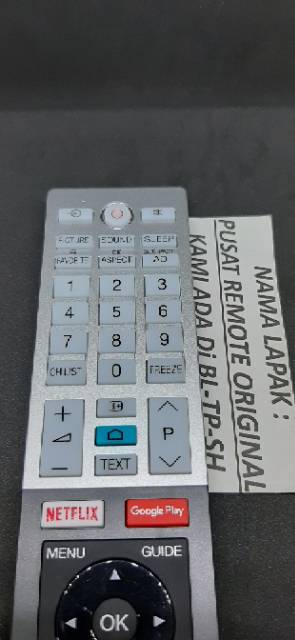 PICTURE SOUND SLEEP
FAVORITE ASPECT AD
1 2 3
4 5 6
7 8 9
CH LIST 0 FREEZE
+ P
−
TEXT
NETFLIX Google Play
MENU GUIDE
OK
NAMA LAPAK :
PUSAT REMOTE ORIGINAL
KAMI ADA Di BL-TP-SH